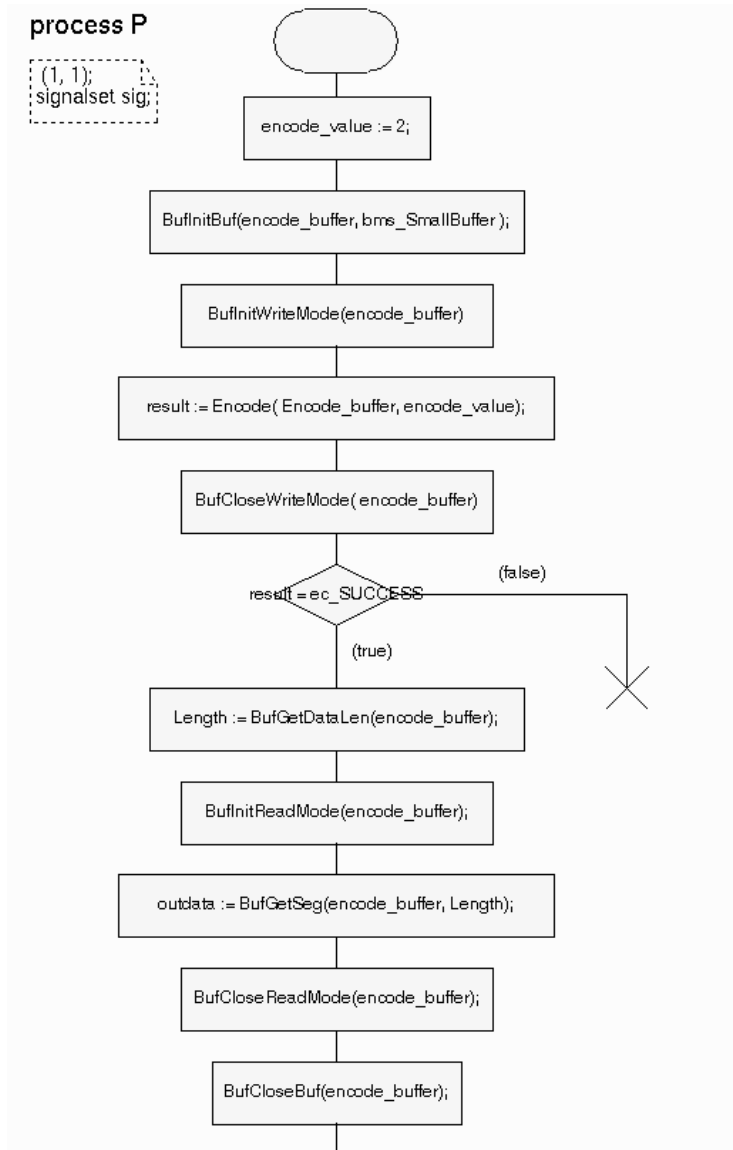 process P
(1, 1);
signalset sig;
encode_value := 2;
BufInitBuf(encode_buffer, bms_SmallBuffer );
BufInitWriteMode(encode_buffer)
result := Encode( Encode_buffer, encode_value);
BufCloseWriteMode( encode_buffer)
(false)
result = ec_SUCCESS
(true)
Length := BufGetDataLen(encode_buffer);
BufInitReadMode(encode_buffer);
outdata := BufGetSeg(encode_buffer, Length);
BufCloseReadMode(encode_buffer);
BufCloseBuf(encode_buffer);